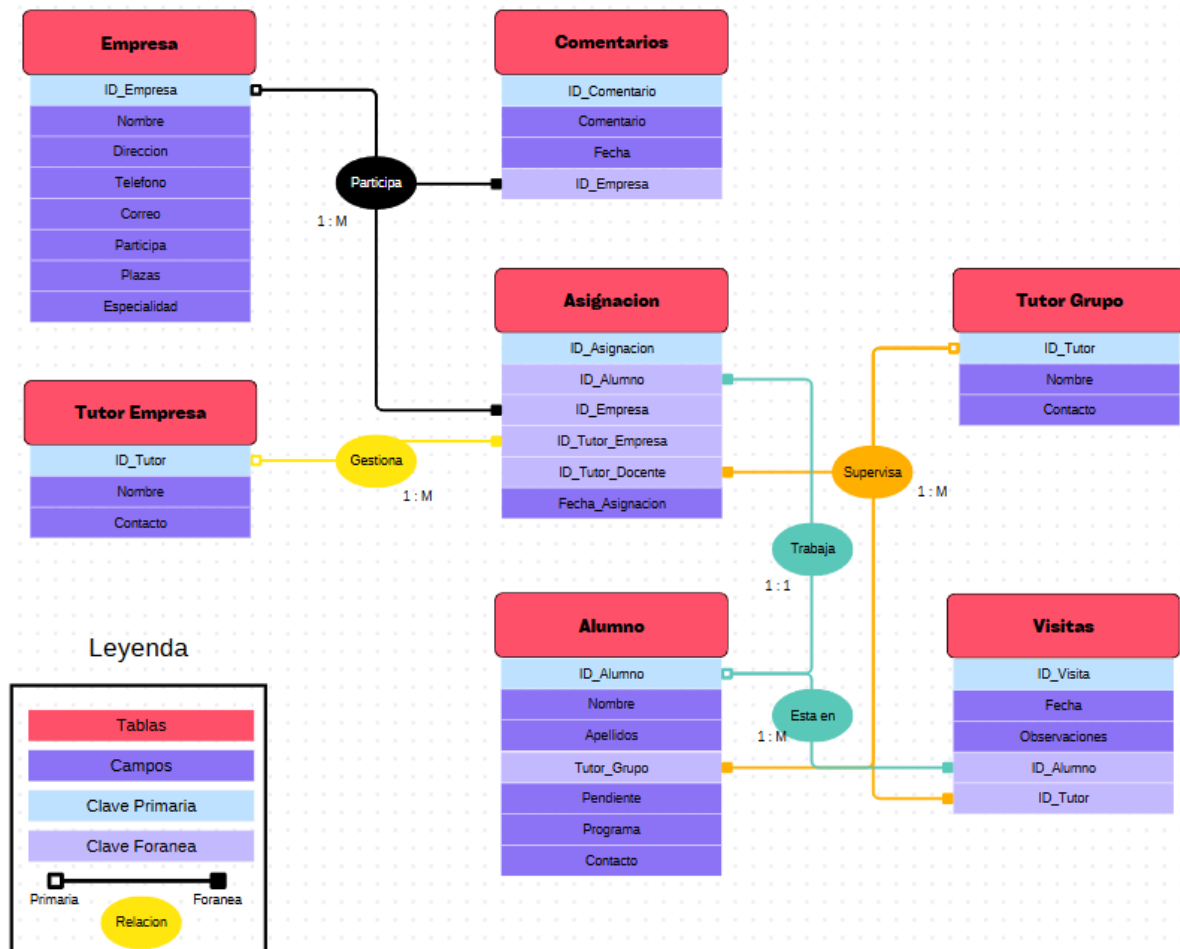 Empresa
ID_Empresa
Nombre
Direccion
Telefono
Correo
Participa
Plazas
Especialidad
Comentarios
ID_Comentario
Comentario
Fecha
ID_Empresa
Participa
1 : M
Asignacion
ID_Asignacion
ID_Alumno
ID_Empresa
ID_Tutor_Empresa
ID_Tutor_Docente
Fecha_Asignacion
Tutor Grupo
ID_Tutor
Nombre
Contacto
Tutor Empresa
ID_Tutor
Nombre
Contacto
Gestiona
1 : M
Supervisa
1 : M
Trabaja
1 : 1
Alumno
ID_Alumno
Nombre
Apellidos
Tutor_Grupo
Pendiente
Programa
Contacto
Esta en
1 : M
Visitas
ID_Visita
Fecha
Observaciones
ID_Alumno
ID_Tutor
Leyenda
Tablas
Campos
Clave Primaria
Clave Foranea
Primaria
Foranea
Relacion